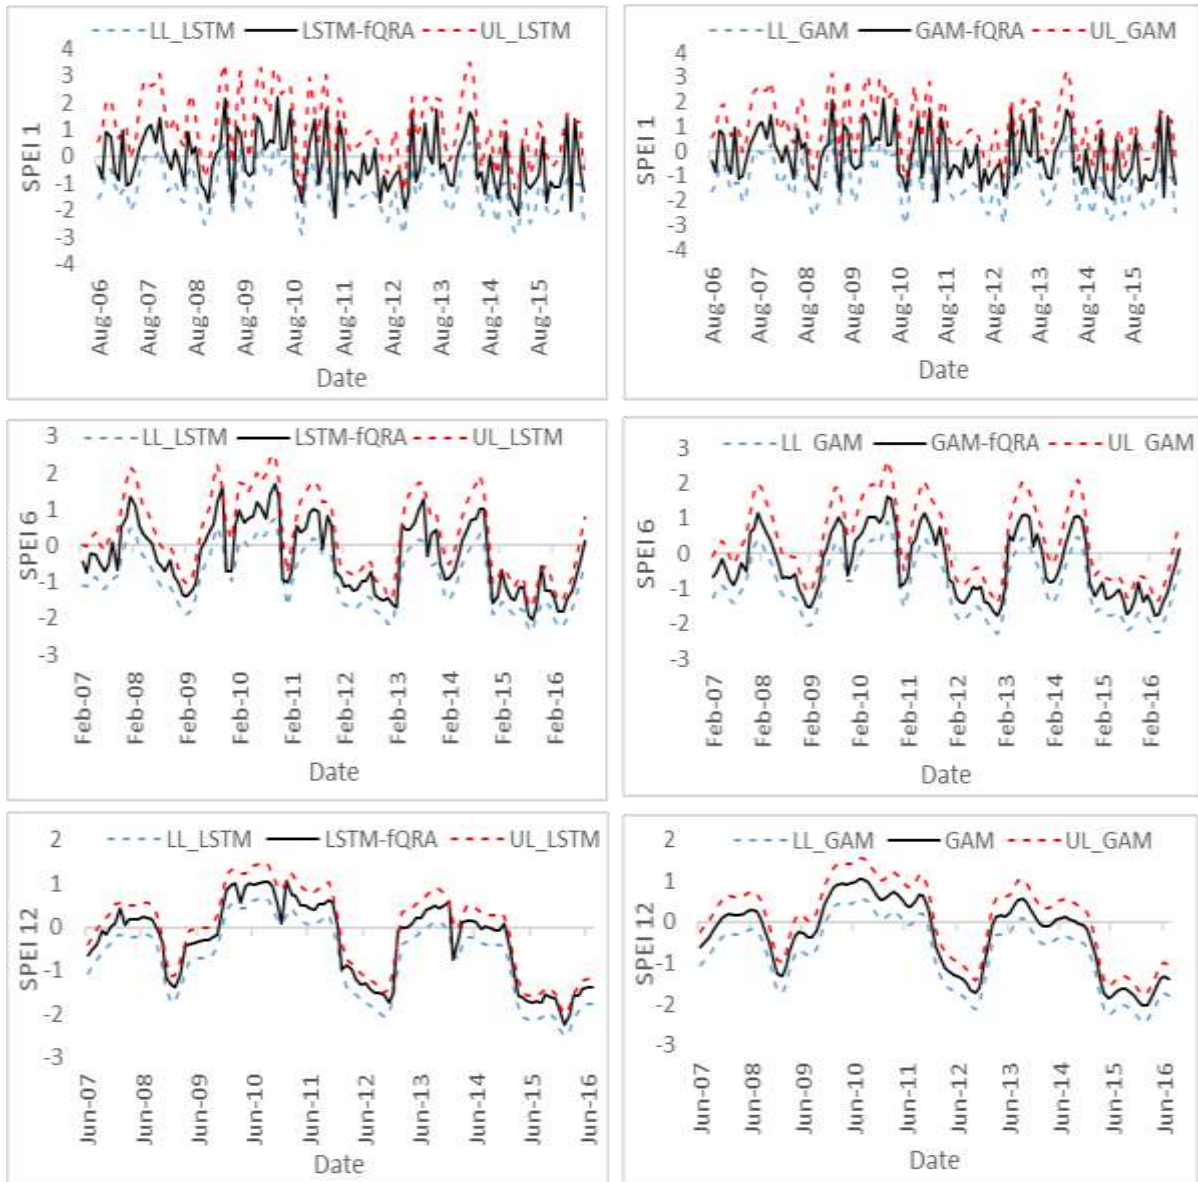 LL_LSTM LSTM-fQRA UL_LSTM
4
3
2
1
0
-1
-2
-3
-4
SPEI 1
Aug-06
Aug-07
Aug-08
Aug-09
Aug-10
Aug-11
Aug-12
Aug-13
Aug-14
Aug-15
Date
LL_GAM GAM-fQRA UL_GAM
4
3
2
1
0
-1
-2
-3
-4
SPEI 1
Aug-06
Aug-07
Aug-08
Aug-09
Aug-10
Aug-11
Aug-12
Aug-13
Aug-14
Aug-15
Date
LL_LSTM LSTM-fQRA UL_LSTM
3
2
1
0
-1
-2
-3
SPEI 6
Feb-07
Feb-08
Feb-09
Feb-10
Feb-11
Feb-12
Feb-13
Feb-14
Feb-15
Feb-16
Date
LL GAM GAM-fQRA UL GAM
3
2
1
0
-1
-2
-3
SPEI 6
Feb-07
Feb-08
Feb-09
Feb-10
Feb-11
Feb-12
Feb-13
Feb-14
Feb-15
Feb-16
Date
LL_LSTM LSTM-fQRA UL_LSTM
2
1
0
-1
-2
-3
SPEI 12
Jun-07
Jun-08
Jun-09
Jun-10
Jun-11
Jun-12
Jun-13
Jun-14
Jun-15
Jun-16
Date
LL_GAM GAM UL_GAM
2
1
0
-1
-2
-3
SPEI 12
Jun-07
Jun-08
Jun-09
Jun-10
Jun-11
Jun-12
Jun-13
Jun-14
Jun-15
Jun-16
Date